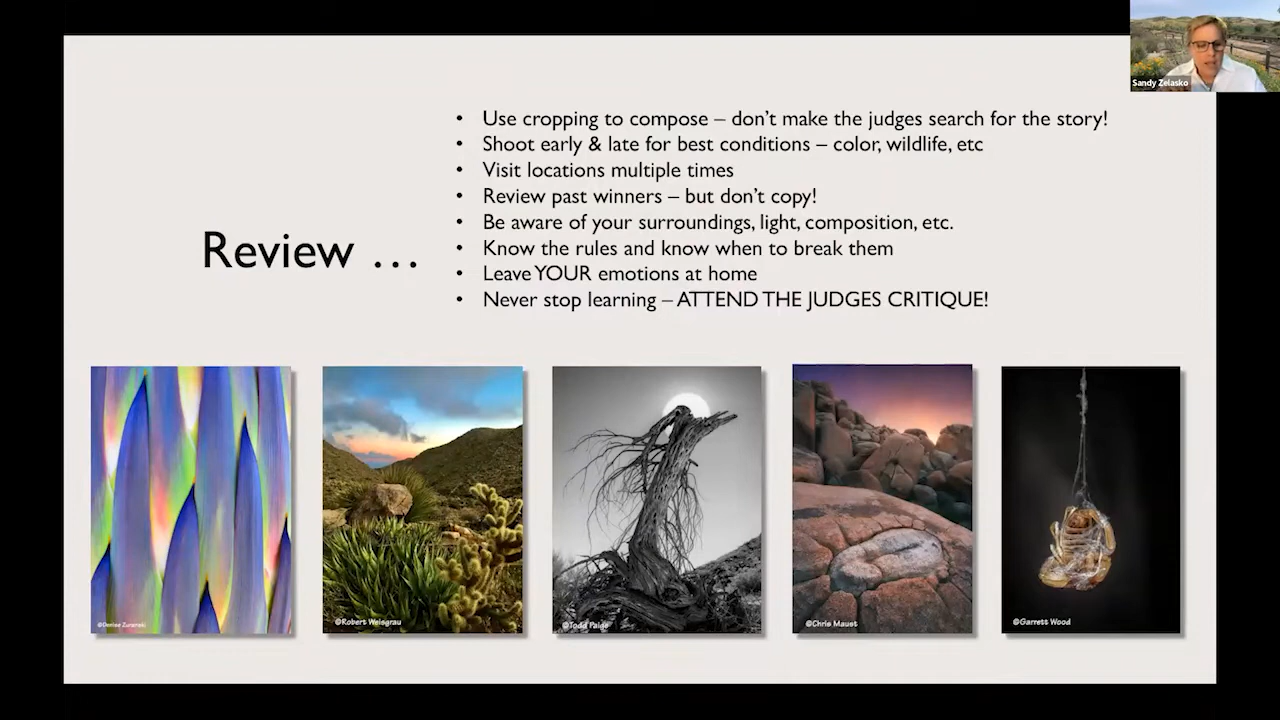 Sandy Zelasko
Review …
• Use cropping to compose – don't make the judges search for the story!
• Shoot early & late for best conditions – color, wildlife, etc
• Visit locations multiple times
• Review past winners – but don't copy!
• Be aware of your surroundings, light, composition, etc.
• Know the rules and know when to break them
• Leave YOUR emotions at home
• Never stop learning – ATTEND THE JUDGES CRITIQUE!
©Denise
©Robert Weisgrau
©Todd Paige
©Chris Maust
©Garrett Wood